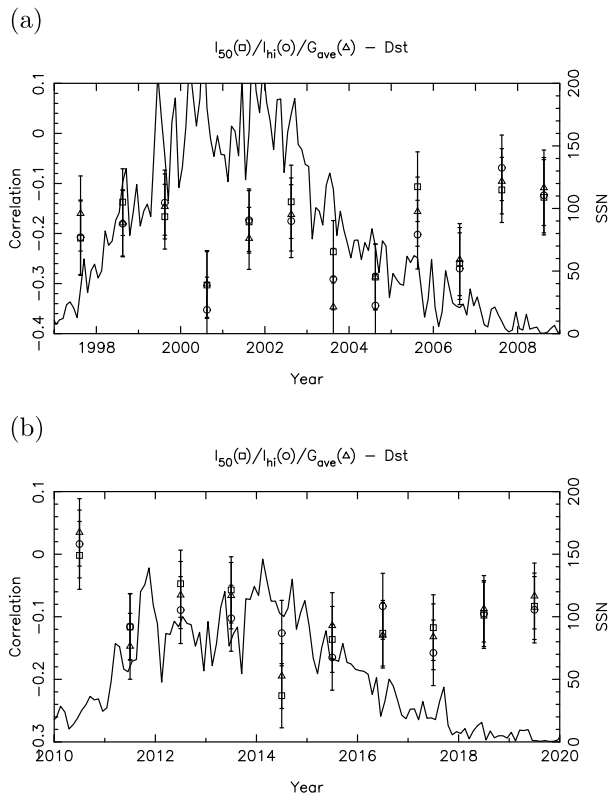 (a)
I50(□)/Ihi(○)/Gave(△) − Dst
0.1
0
−0.1
−0.2
−0.3
−0.4
Correlation
200
150
100
50
0
SSN
1998 2000 2002 2004 2006 2008
Year
(b)
I50(□)/Ihi(○)/Gave(△) − Dst
0.1
0
−0.1
−0.2
−0.3
Correlation
200
150
100
50
0
SSN
2010 2012 2014 2016 2018 2020
Year